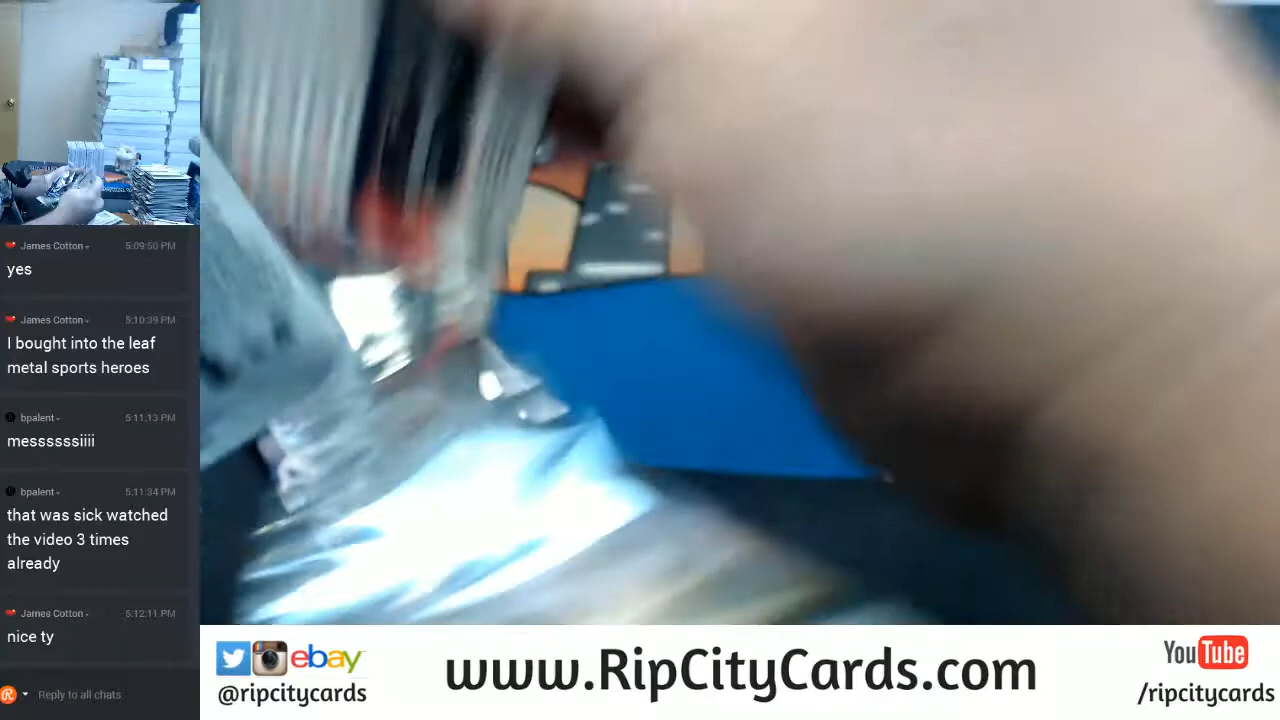 James Cotton 5:09:50 PM
yes
James Cotton 5:10:39 PM
I bought into the leaf
metal sports heroes
bpalent 5:11:13 PM
messssssiiii
bpalent 5:11:34 PM
that was sick watched
the video 3 times
already
James Cotton 5:12:11 PM
nice ty
Reply to all chats
ebay
@ripcitycards
www.RipCityCards.com
YouTube
/ripcitycards